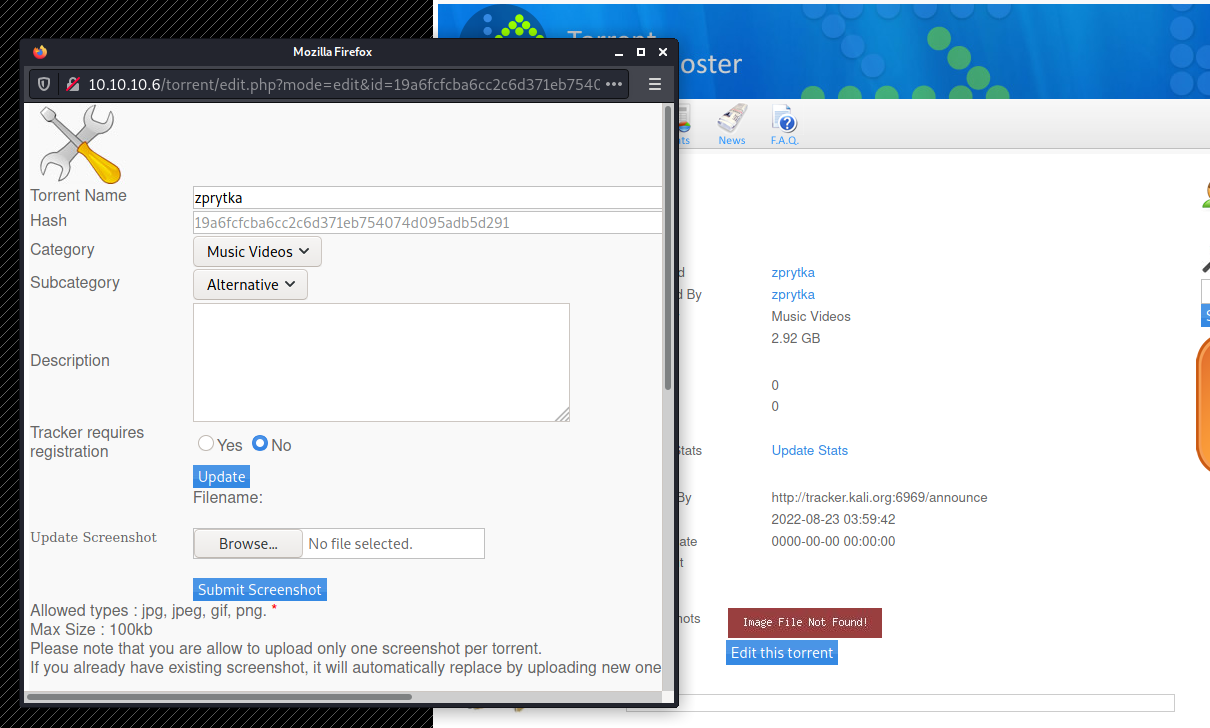 Torrent
oster
Mozilla Firefox
10.10.10.6/torrent/edit.php?mode=edit&id=19a6fcfcba6cc2c6d371eb754
nts
News
F.A.Q.
Torrent Name
zprytka
Hash
19a6fcfcba6cc2c6d371eb754074d095adb5d291
Category
Music Videos
Subcategory
Alternative
Description
Tracker requires
registration
Yes
No
Update
Filename:
Update Screenshot
Browse...
No file selected.
Submit Screenshot
Allowed types : jpg, jpeg, gif, png. *
Max Size : 100kb
Please note that you are allow to upload only one screenshot per torrent.
If you already have existing screenshot, it will automatically replace by uploading new one
d
zprytka
d By
zprytka
Music Videos
2.92 GB
0
0
Stats
Update Stats
By
http://tracker.kali.org:6969/announce
2022-08-23 03:59:42
ate
0000-00-00 00:00:00
t
hots
Image File Not Found!
Edit this torrent